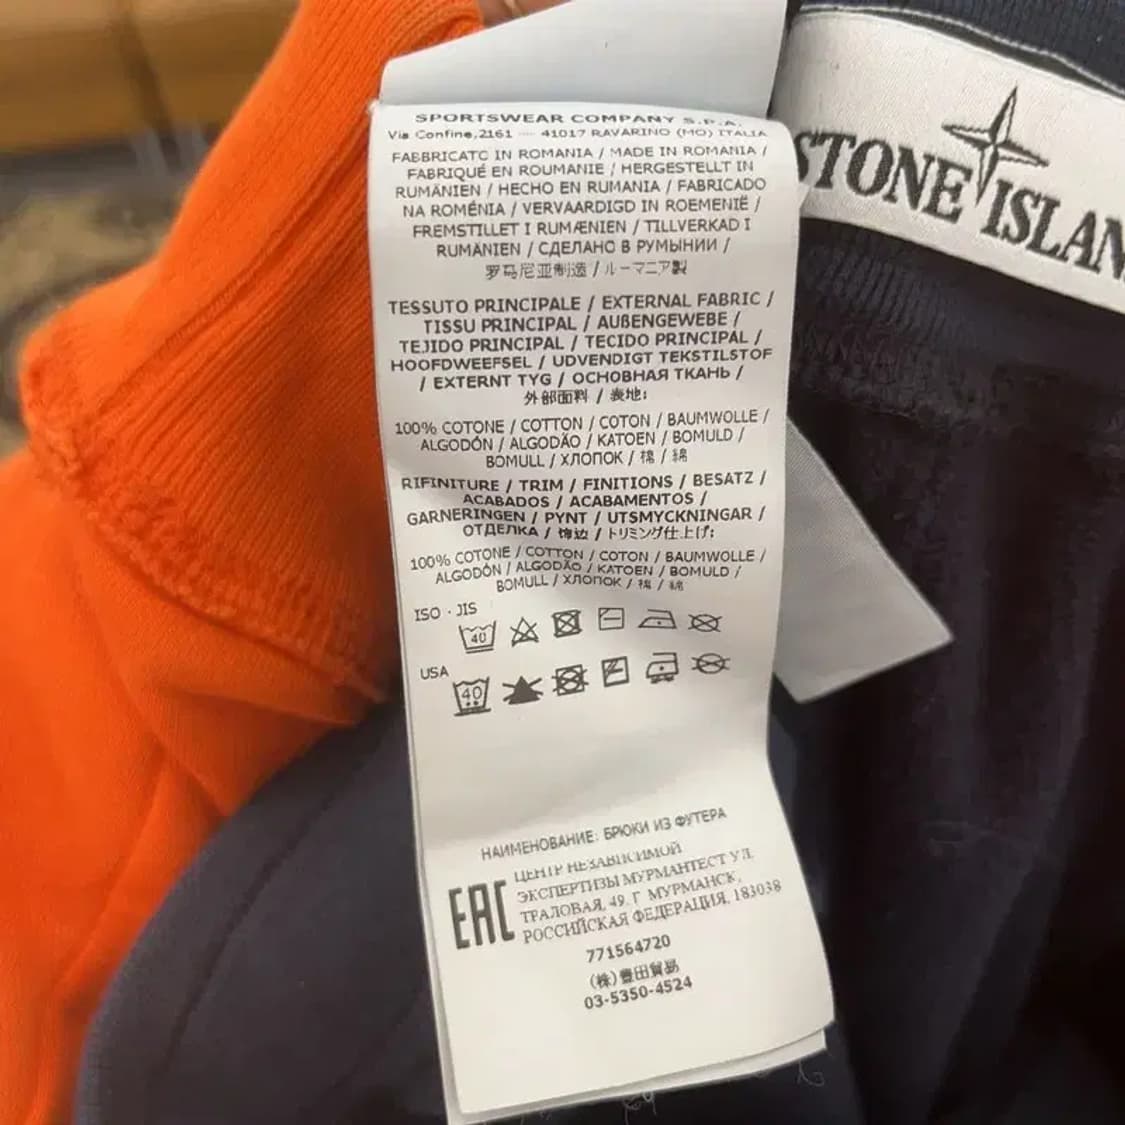 SPORTSWEAR COMPANY S.P.A.
Via Confine,2161 — 41017 RAVARINO (MO) ITALIA
FABBRICATO IN ROMANIA / MADE IN ROMANIA /
FABRIQUÉ EN ROUMANIE / HERGESTELLT IN
RUMÄNIEN / HECHO EN RUMANIA / FABRICADO
NA ROMÉNIA / VERVAARDIGD IN ROEMENIË /
FREMSTILLET I RUMÆNIEN / TILLVERKAD I
RUMÄNIEN / СДЕЛАНО В РУМЫНИИ /
罗马尼亚制造 / ルーマニア製
TESSUTO PRINCIPALE / EXTERNAL FABRIC /
TISSU PRINCIPAL / AUßENGEWEBE /
TEJIDO PRINCIPAL / TECIDO PRINCIPAL /
HOOFDWEEFSEL / UDVENDIGT TEKSTILSTOF
/ EXTERNT TYG / ОСНОВНАЯ ТКАНЬ /
外部面料 / 表地:
100% COTONE / COTTON / COTON / BAUMWOLLE /
ALGODÓN / ALGODÃO / KATOEN / BOMULD /
BOMULL / ХЛОПОК / 棉 / 綿
RIFINITURE / TRIM / FINITIONS / BESATZ /
ACABADOS / ACABAMENTOS /
GARNERINGEN / PYNT / UTSMYCKNINGAR /
ОТДЕЛКА / 饰边 / トリミング仕上げ:
100% COTONE / COTTON / COTON / BAUMWOLLE /
ALGODÓN / ALGODÃO / KATOEN / BOMULD /
BOMULL / ХЛОПОК / 棉 / 綿
ISO · JIS
40
USA
40
НАИМЕНОВАНИЕ: БРЮКИ ИЗ ФУТЕРА
EAC
ЦЕНТР НЕЗАВИСИМОЙ
ЭКСПЕРТИЗЫ МУРМАНТЕСТ УЛ.
ТРАЛОВАЯ, 49. Г МУРМАНСК,
РОССИЙСКАЯ ФЕДЕРАЦИЯ, 183038
771564720
(株)豊田貿易
03-5350-4524
STONE ISLAN